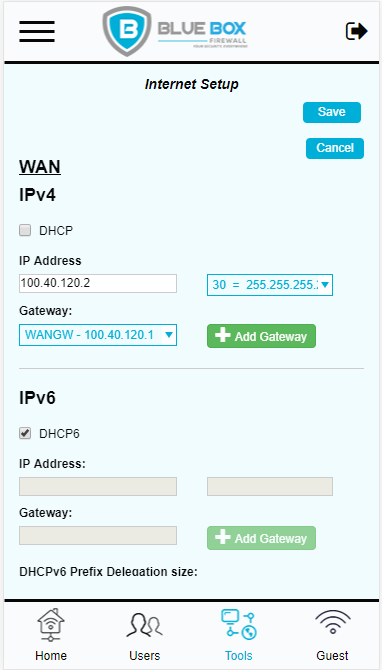 B BLUE BOX
FIREWALL
YOUR SECURITY EVERYWHERE
Internet Setup
Save
Cancel
WAN
IPv4
DHCP
IP Address
100.40.120.2
30 = 255.255.255.
Gateway:
WANGW - 100.40.120.1
Add Gateway
IPv6
DHCP6
IP Address:
Gateway:
Add Gateway
DHCPv6 Prefix Delegation size:
Home Users Tools Guest